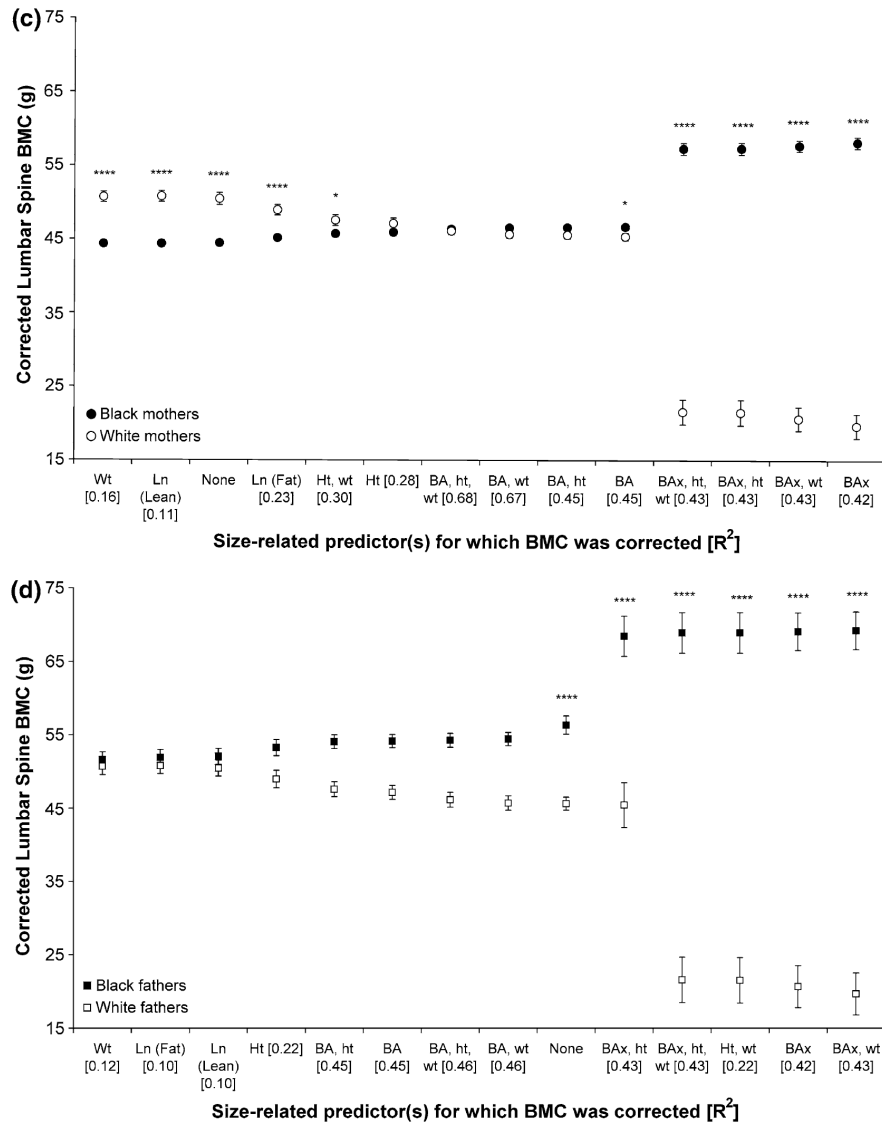 (c)
75
65
55
45
35
25
15
Corrected Lumbar Spine BMC (g)
**** **** **** **** * * **** **** **** ****
Black mothers
White mothers
Wt Ln None Ln (Fat) Ht, wt Ht [0.28] BA, ht, BA, wt BA, ht BA BAx, ht, BAx, ht BAx, wt BAx
[0.16] (Lean) [0.23] [0.30] wt [0.68] [0.67] [0.45] [0.45] wt [0.43] [0.43] [0.43] [0.42]
[0.11]
Size-related predictor(s) for which BMC was corrected [R²]
(d)
75
65
55
45
35
25
15
Corrected Lumbar Spine BMC (g)
**** **** **** **** **** ****
Black fathers
White fathers
Wt Ln (Fat) Ln Ht [0.22] BA, ht BA BA, ht, BA, wt None BAx, ht BAx, ht, Ht, wt BAx BAx, wt
[0.12] [0.10] (Lean) [0.45] [0.45] wt [0.46] [0.46] [0.43] wt [0.43] [0.22] [0.42] [0.43]
[0.10]
Size-related predictor(s) for which BMC was corrected [R²]